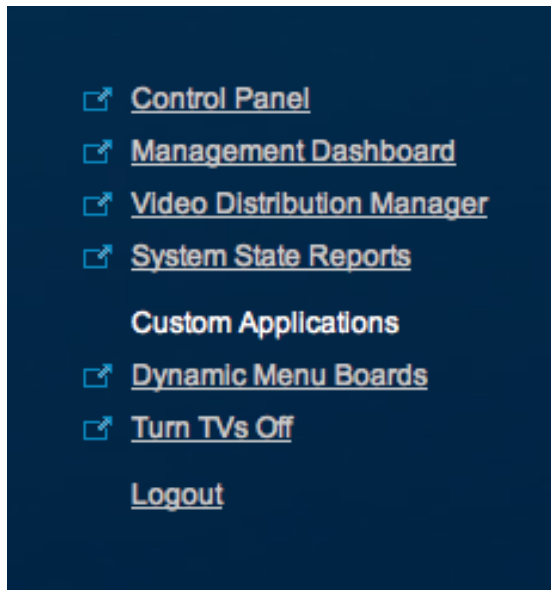 Control Panel
Management Dashboard
Video Distribution Manager
System State Reports
Custom Applications
Dynamic Menu Boards
Turn TVs Off
Logout